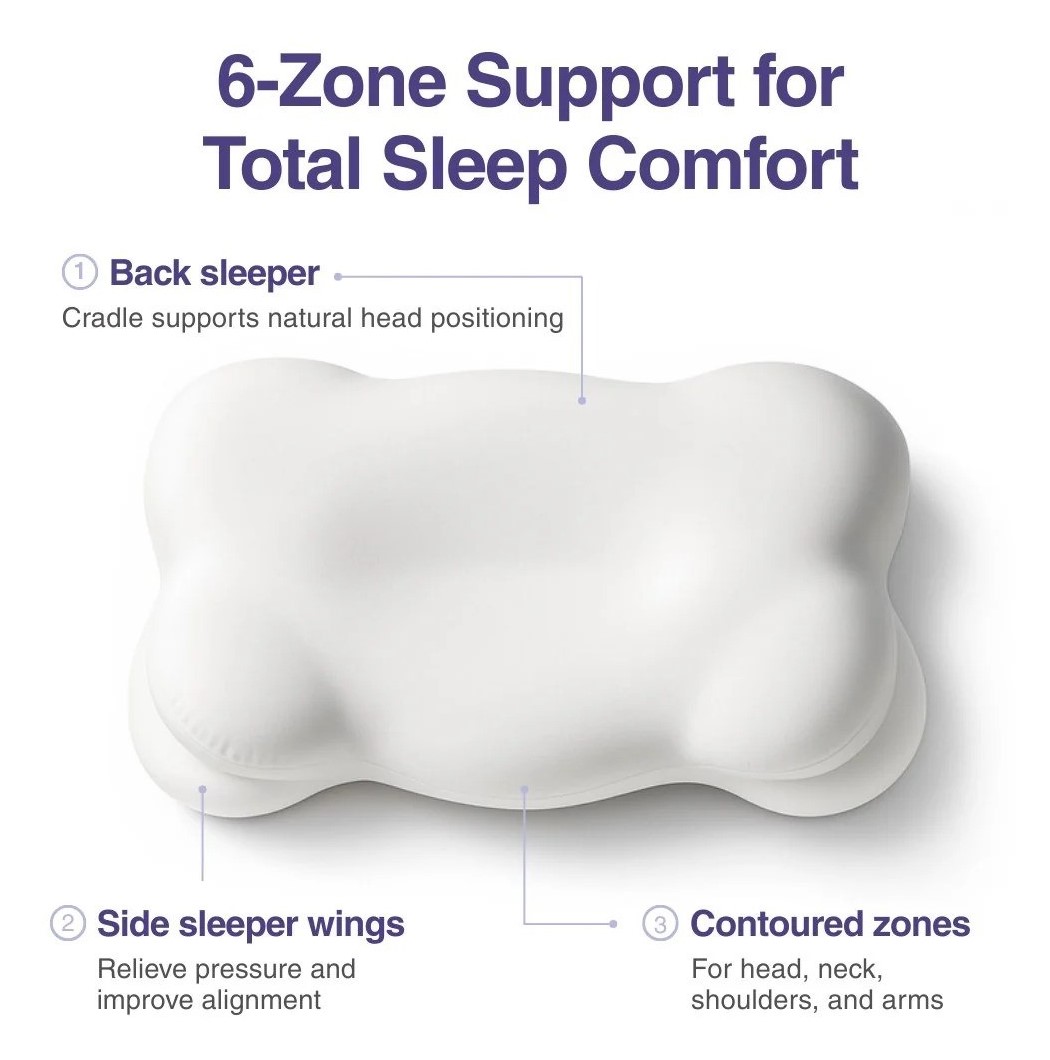 6-Zone Support for
Total Sleep Comfort
1 Back sleeper
Cradle supports natural head positioning
2 Side sleeper wings
Relieve pressure and
improve alignment
3 Contoured zones
For head, neck,
shoulders, and arms